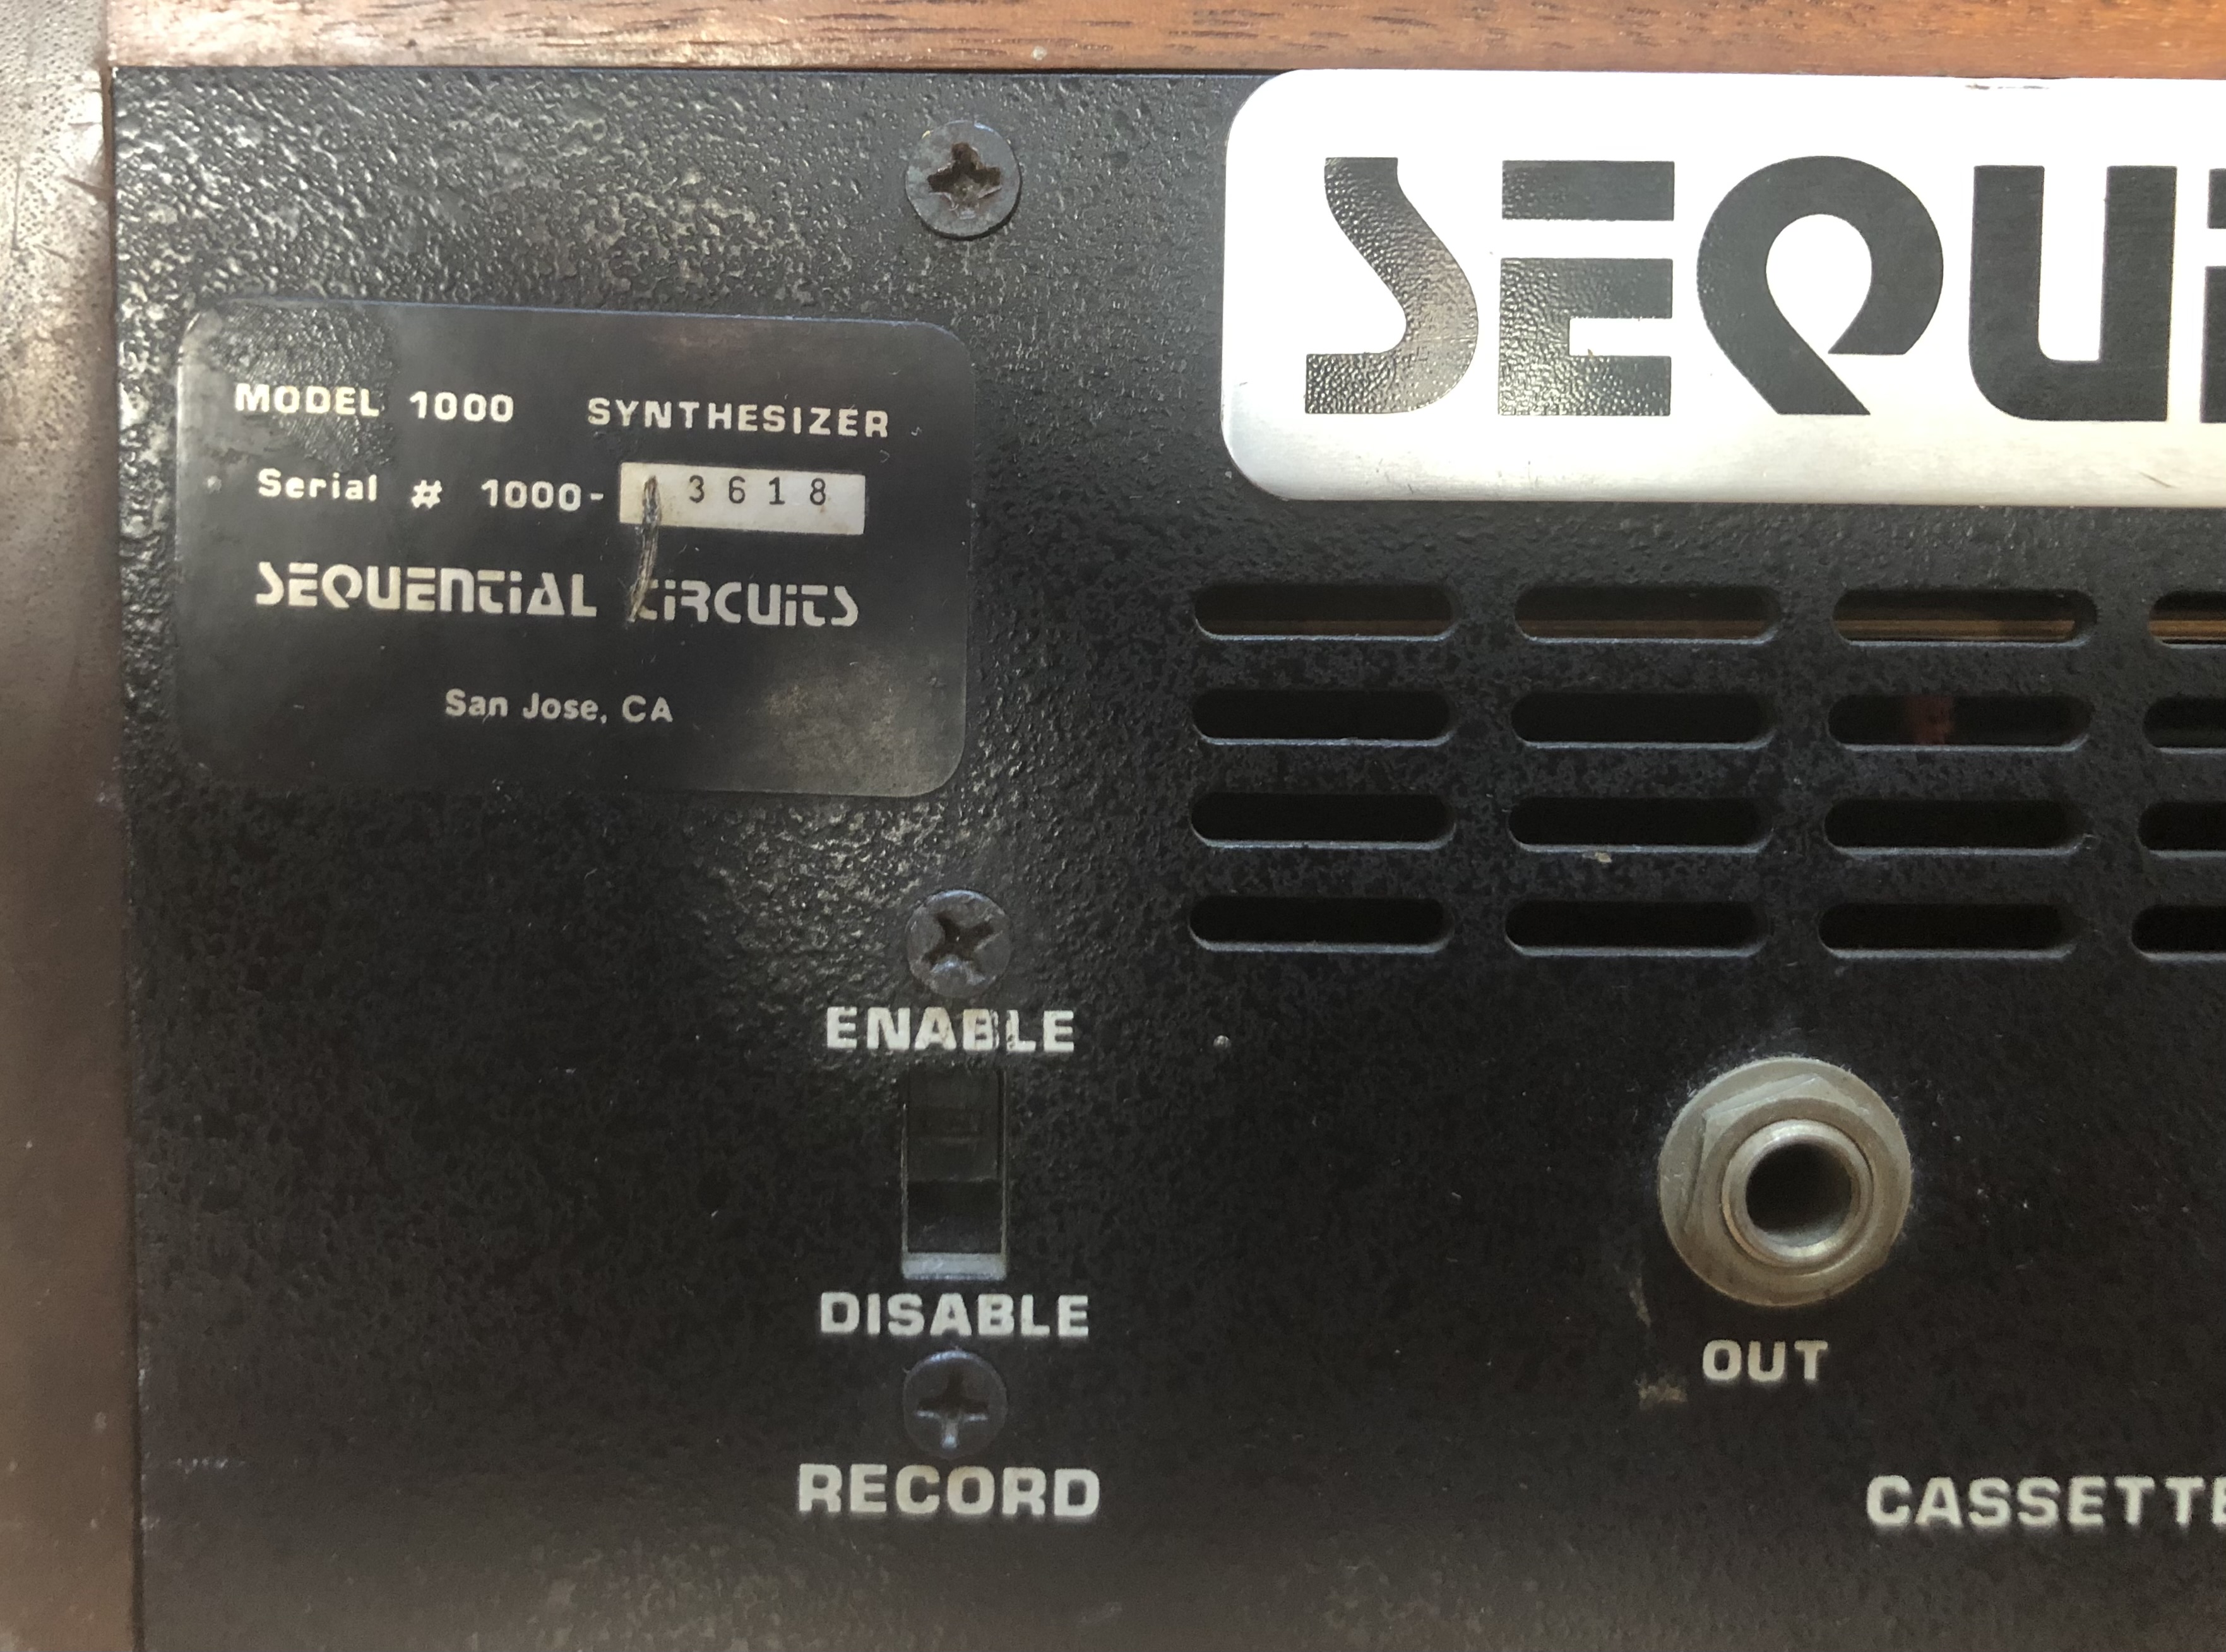 SEQU
MODEL 1000 SYNTHESIZER
Serial # 1000- 3618
SEQUENTIAL CIRCUITS
San Jose, CA
ENABLE
DISABLE
RECORD
OUT
CASSETTE